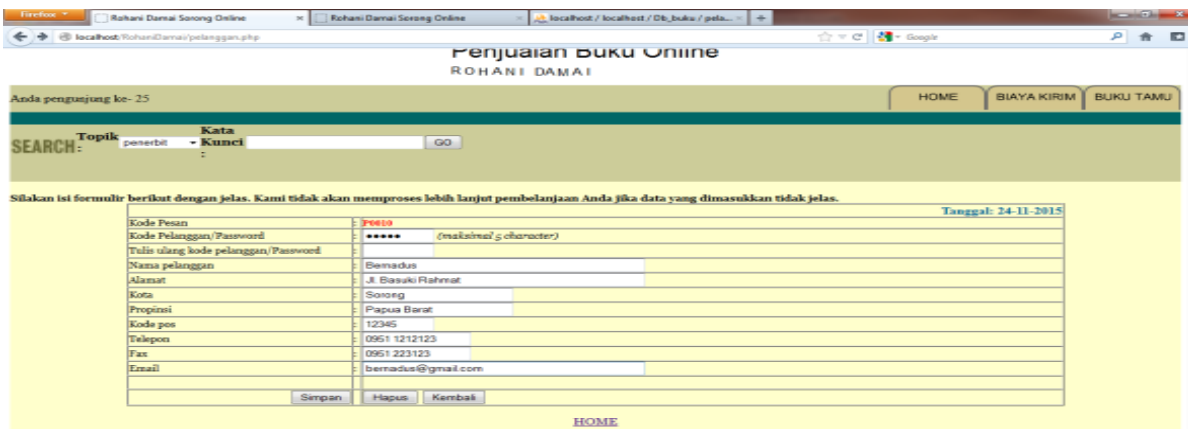 Firefox
Rohani Damai Sorong Online
Rohani Damai Sorong Online
localhost / localhost / Db_buku / pela...
localhost/RohaniDamai/pelanggan.php
Google
Penjualan Buku Online
ROHANI DAMAI
Anda pengunjung ke- 25
HOME
BIAYA KIRIM
BUKU TAMU
SEARCH: Topik : penerbit Kata Kunci : GO
Silakan isi formulir berikut dengan jelas. Kami tidak akan memproses lebih lanjut pembelanjaan Anda jika data yang dimasukkan tidak jelas.
Tanggal: 24-11-2015
Kode Pesan : P0010
Kode Pelanggan/Password : ••••• (maksimal 5 character)
Tulis ulang kode pelanggan/Password :
Nama pelanggan : Bernadus
Alamat : Jl. Basuki Rahmat
Kota : Sorong
Propinsi : Papua Barat
Kode pos : 12345
Telepon : 0951 1212123
Fax : 0951 223123
Email : bernadus@gmail.com
Simpan Hapus Kembali
HOME